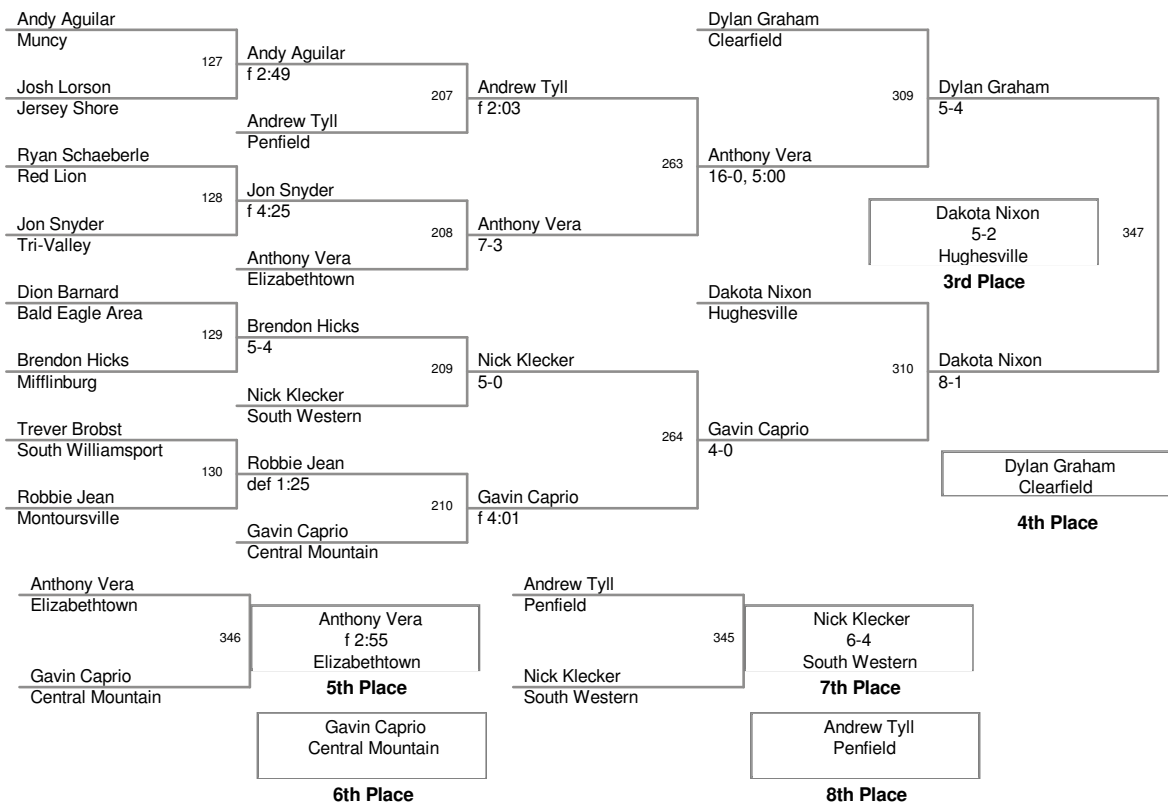 Andy Aguilar
Muncy
127
Josh Lorson
Jersey Shore
Andy Aguilar
f 2:49
207
Andrew Tyll
Penfield
Andrew Tyll
f 2:03
Ryan Schaeberle
Red Lion
128
Jon Snyder
Tri-Valley
Jon Snyder
f 4:25
208
Anthony Vera
Elizabethtown
Anthony Vera
7-3
263
Anthony Vera
16-0, 5:00
Dylan Graham
Clearfield
309
Dylan Graham
5-4
Dion Barnard
Bald Eagle Area
129
Brendon Hicks
Mifflinburg
Brendon Hicks
5-4
209
Nick Klecker
South Western
Nick Klecker
5-0
Trever Brobst
South Williamsport
130
Robbie Jean
Montoursville
Robbie Jean
def 1:25
210
Gavin Caprio
Central Mountain
Gavin Caprio
f 4:01
264
Gavin Caprio
4-0
Dakota Nixon
Hughesville
310
Dakota Nixon
8-1
347
Dakota Nixon
5-2
Hughesville
3rd Place
Dylan Graham
Clearfield
4th Place
Anthony Vera
Elizabethtown
346
Gavin Caprio
Central Mountain
Anthony Vera
f 2:55
Elizabethtown
5th Place
Gavin Caprio
Central Mountain
6th Place
Andrew Tyll
Penfield
345
Nick Klecker
South Western
Nick Klecker
6-4
South Western
7th Place
Andrew Tyll
Penfield
8th Place